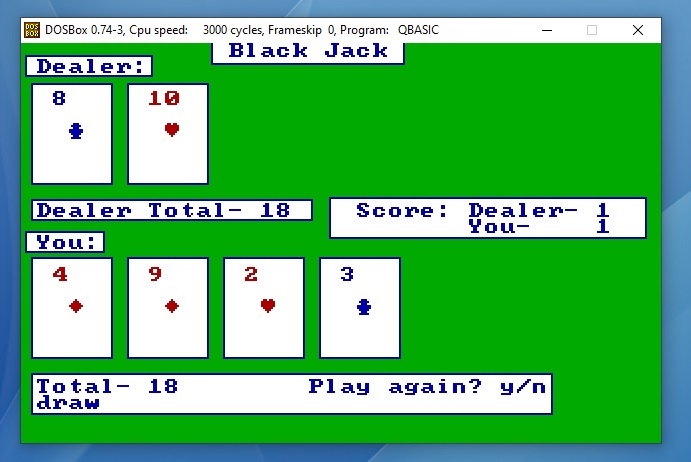 DOSBox 0.74-3, Cpu speed: 3000 cycles, Frameskip 0, Program: QBASIC
Black Jack
Dealer:
8 10
Dealer Total- 18
Score: Dealer- 1
You- 1
You:
4 9 2 3
Total- 18 Play again? y/n
draw